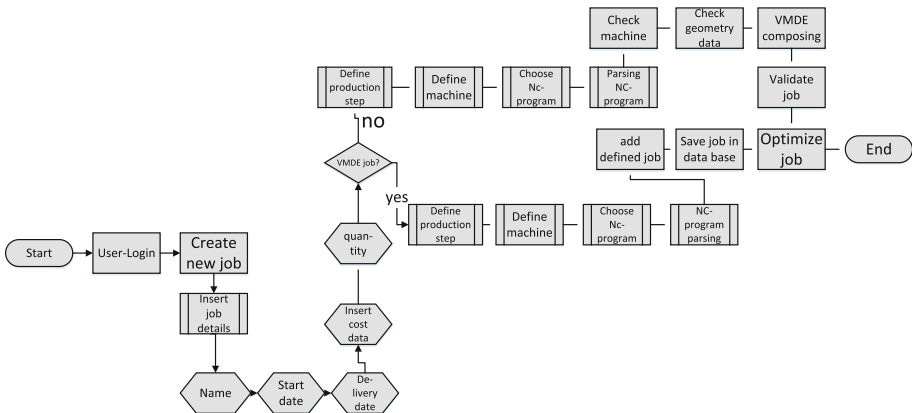 Start
User-Login
Create
new job
Insert
job
details
Name
Start
date
De-
livery
date
Insert
cost
data
quan-
tity
VMDE job?
no
yes
Define
production
step
Define
machine
Choose
Nc-
program
Parsing
NC-
program
Check
machine
Check
geometry
data
VMDE
composing
Validate
job
Optimize
job
End
Define
production
step
Define
machine
Choose
Nc-
program
NC-
program
parsing
add
defined job
Save job in
data base